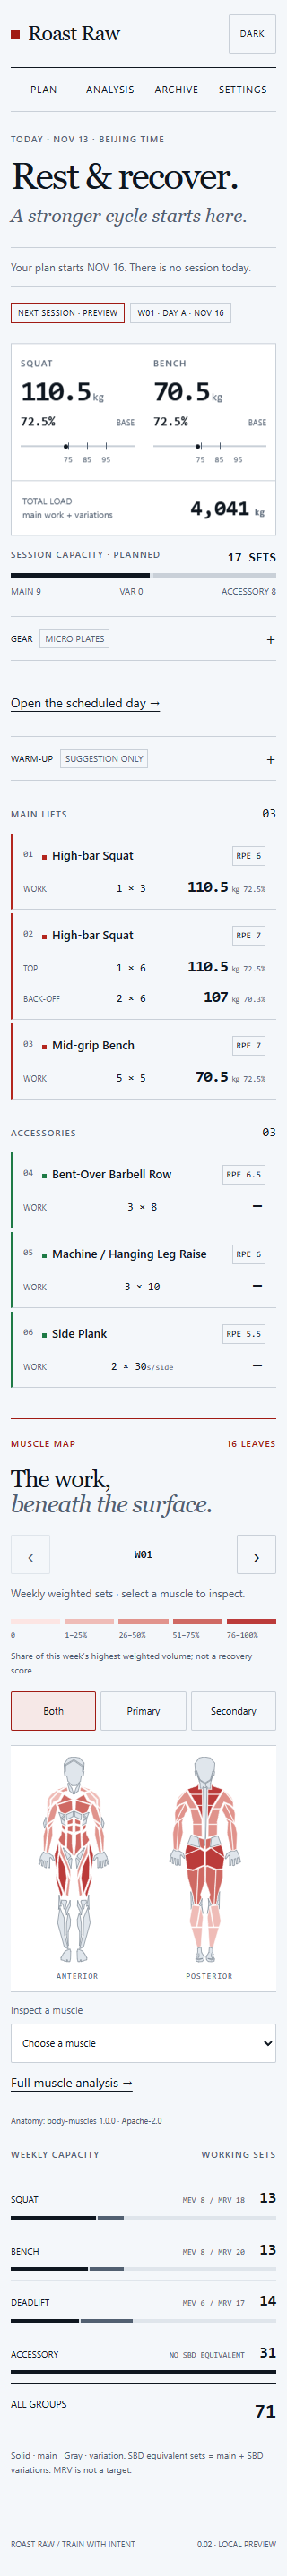 Roast Raw
DARK
PLAN ANALYSIS ARCHIVE SETTINGS
TODAY · NOV 13 · BEIJING TIME
Rest & recover.
A stronger cycle starts here.
Your plan starts NOV 16. There is no session today.
NEXT SESSION · PREVIEW
W01 · DAY A · NOV 16
SQUAT
110.5kg
72.5% BASE
75 85 95
BENCH
70.5kg
72.5% BASE
75 85 95
TOTAL LOAD
main work + variations
4,041 kg
SESSION CAPACITY · PLANNED 17 SETS
MAIN 9 VAR 0 ACCESSORY 8
GEAR MICRO PLATES +
Open the scheduled day →
WARM-UP SUGGESTION ONLY +
MAIN LIFTS 03
01 High-bar Squat RPE 6
WORK 1 × 3 110.5 kg 72.5%
02 High-bar Squat RPE 7
TOP 1 × 6 110.5 kg 72.5%
BACK-OFF 2 × 6 107 kg 70.3%
03 Mid-grip Bench RPE 7
WORK 5 × 5 70.5 kg 72.5%
ACCESSORIES 03
04 Bent-Over Barbell Row RPE 6.5
WORK 3 × 8 —
05 Machine / Hanging Leg Raise RPE 6
WORK 3 × 10 —
06 Side Plank RPE 5.5
WORK 2 × 30s/side —
MUSCLE MAP 16 LEAVES
The work,
beneath the surface.
‹ W01 ›
Weekly weighted sets · select a muscle to inspect.
0 1–25% 26–50% 51–75% 76–100%
Share of this week's highest weighted volume; not a recovery
score.
Both Primary Secondary
ANTERIOR POSTERIOR
Inspect a muscle
Choose a muscle
Full muscle analysis →
Anatomy: body-muscles 1.0.0 · Apache-2.0
WEEKLY CAPACITY WORKING SETS
SQUAT MEV 8 / MRV 18 13
BENCH MEV 8 / MRV 20 13
DEADLIFT MEV 6 / MRV 17 14
ACCESSORY NO SBD EQUIVALENT 31
ALL GROUPS 71
Solid · main Gray · variation. SBD equivalent sets = main + SBD
variations. MRV is not a target.
ROAST RAW / TRAIN WITH INTENT 0.02 · LOCAL PREVIEW